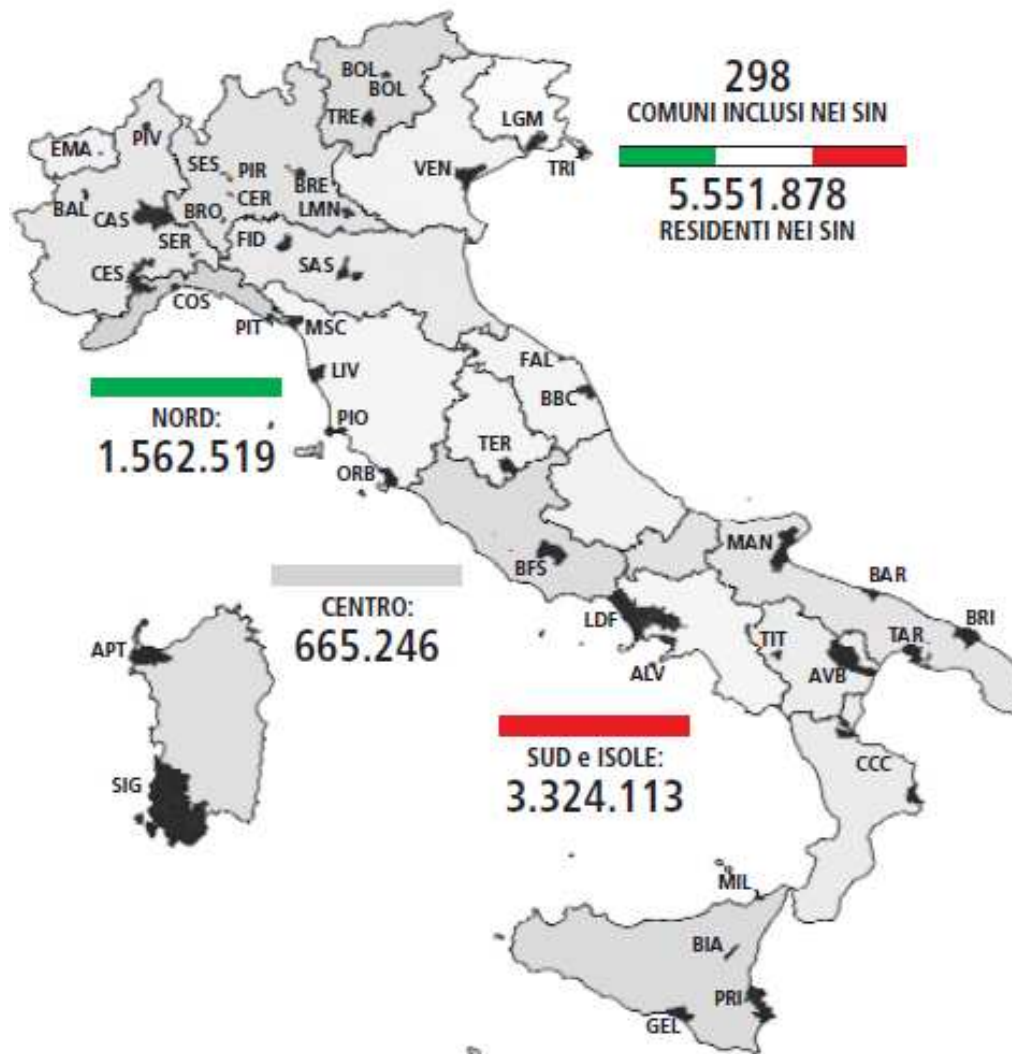 BOL
BOL
TRE
LGM
298
COMUNI INCLUSI NEI SIN
5.551.878
RESIDENTI NEI SIN
EMA
PIV
SES
PIR
BRE
VEN
TRI
BAL
CAS
BRO
CER
LMN
SER
FID
CES
SAS
COS
PIT
MSC
LIV
FAL
BBC
NORD:
1.562.519
PIO
TER
ORB
BFS
MAN
BAR
CENTRO:
665.246
LDF
TIT
TAR
BRI
APT
ALV
AVB
SIG
SUD e ISOLE:
3.324.113
CCC
MIL
BIA
PRI
GEL